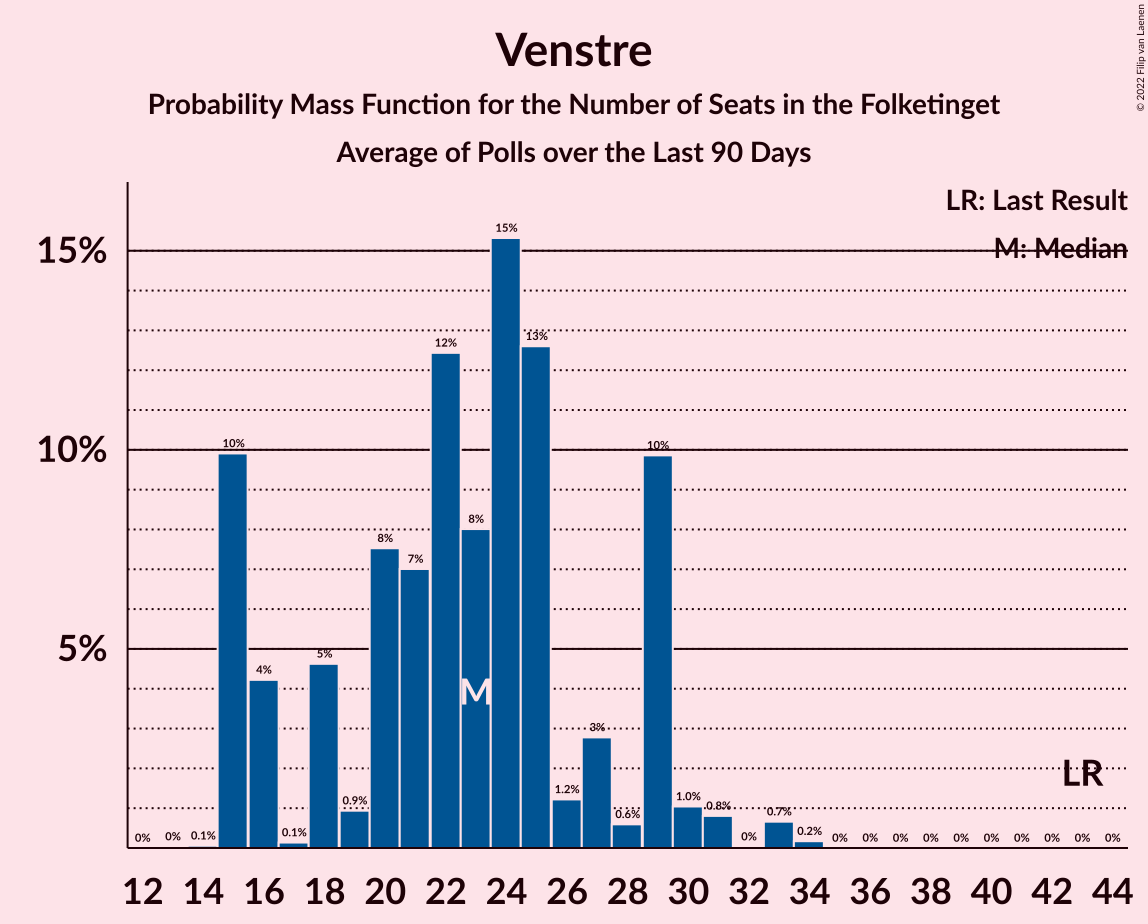 Venstre
Probability Mass Function for the Number of Seats in the Folketinget
Average of Polls over the Last 90 Days
© 2022 Filip van Laenen
LR: Last Result
M: Median
15%
10%
5%
0% 0% 0.1% 10% 4% 0.1% 5% 0.9% 8% 7% 12% 8% 15% 13% 1.2% 3% 0.6% 10% 1.0% 0.8% 0% 0.7% 0.2% 0% 0% 0% 0% 0% 0% 0% 0% 0% 0%
M
LR
12 14 16 18 20 22 24 26 28 30 32 34 36 38 40 42 44